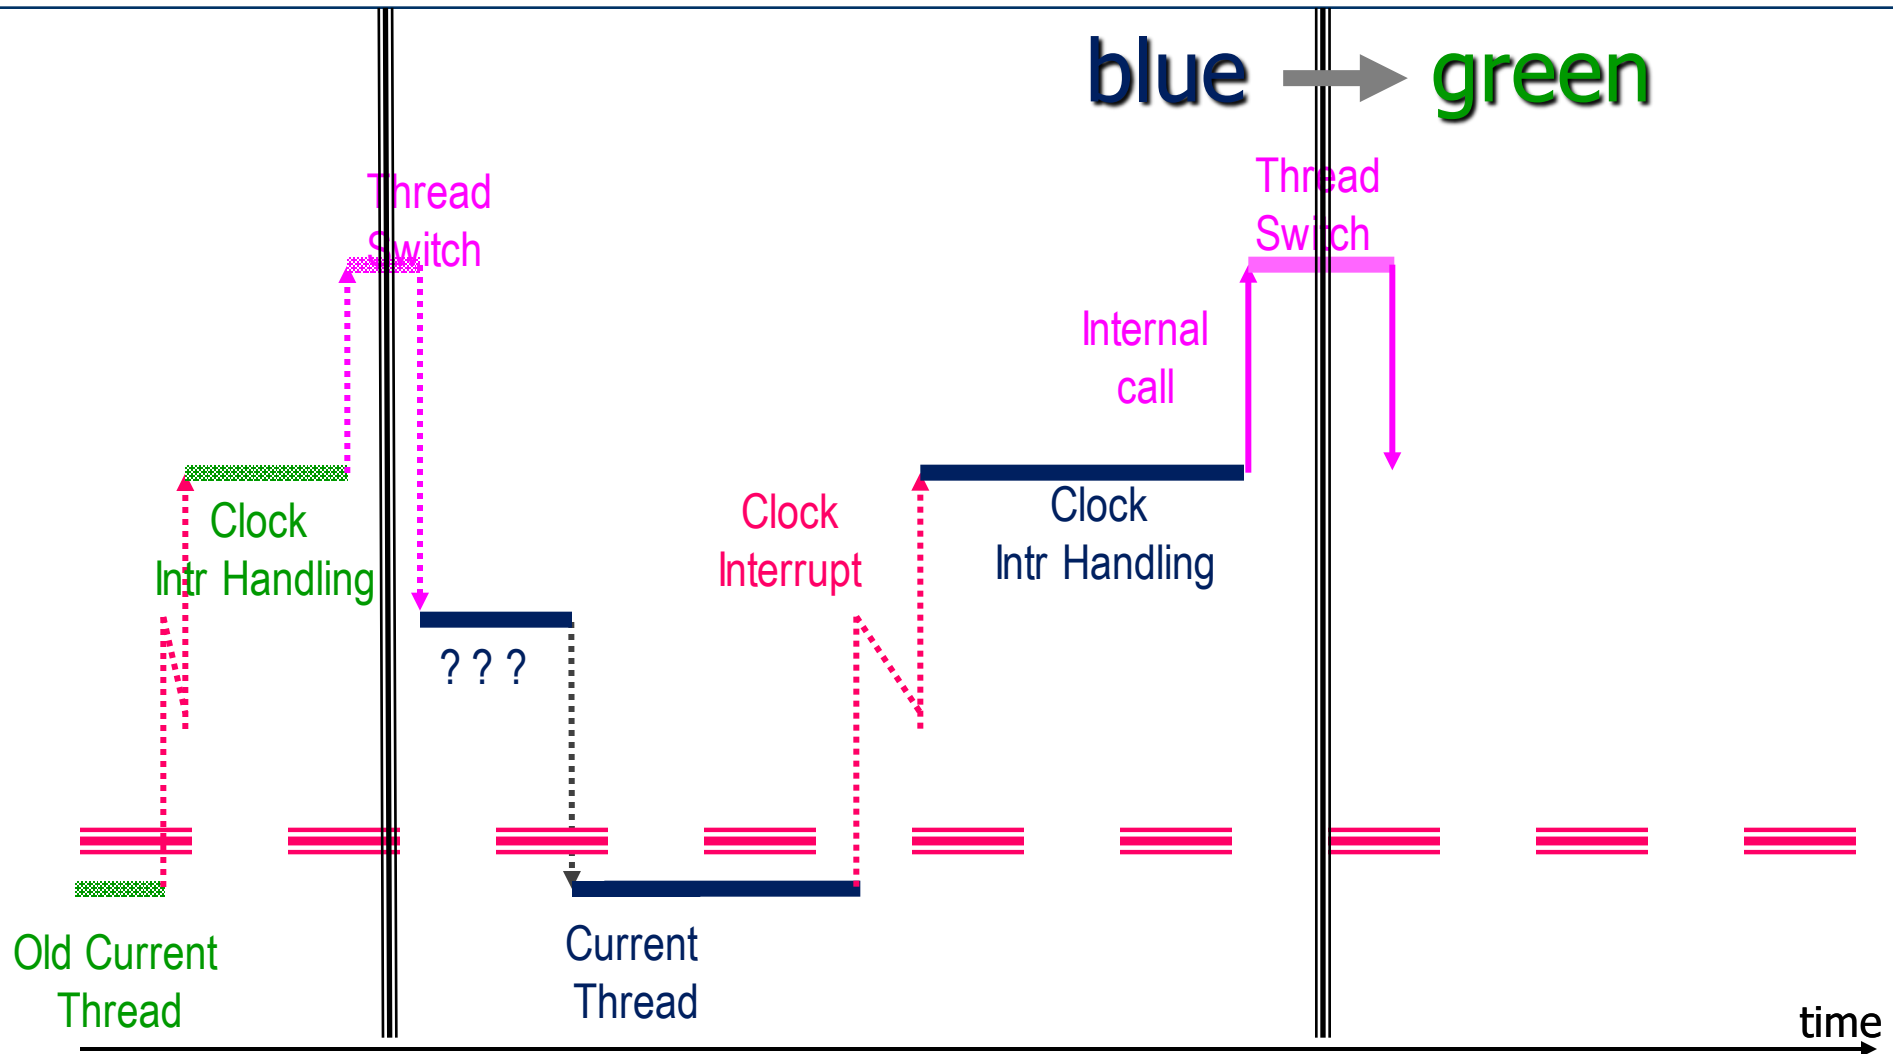 blue
green
Thread
Switch
Thread
Switch
Internal
call
Clock
Intr Handling
Clock
Interrupt
Clock
Intr Handling
? ? ?
Old Current
Thread
Current
Thread
time